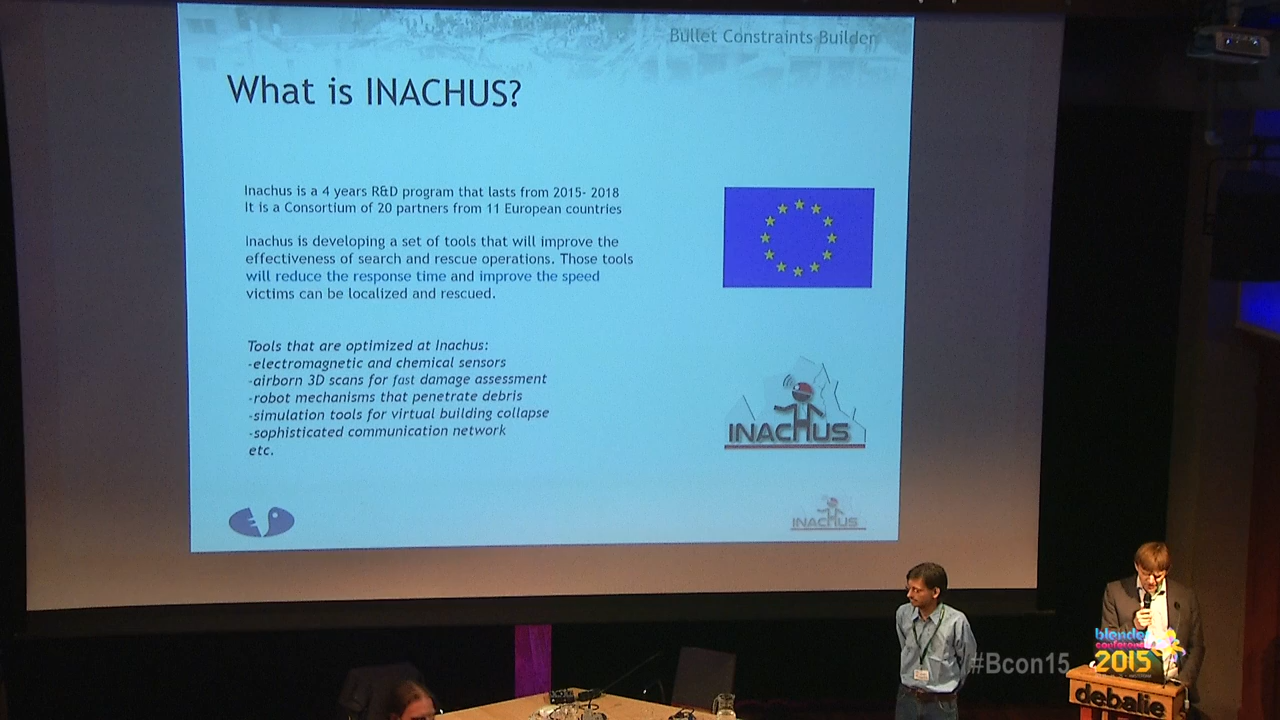 Bullet Constraints Builder
What is INACHUS?
Inachus is a 4 years R&D program that lasts from 2015- 2018
It is a Consortium of 20 partners from 11 European countries
Inachus is developing a set of tools that will improve the
effectiveness of search and rescue operations. Those tools
will reduce the response time and improve the speed
victims can be localized and rescued.
Tools that are optimized at Inachus:
-electromagnetic and chemical sensors
-airborn 3D scans for fast damage assessment
-robot mechanisms that penetrate debris
-simulation tools for virtual building collapse
-sophisticated communication network
etc.
INACHUS
INACHUS
#Bcon15
blender
conference
2015
debalie